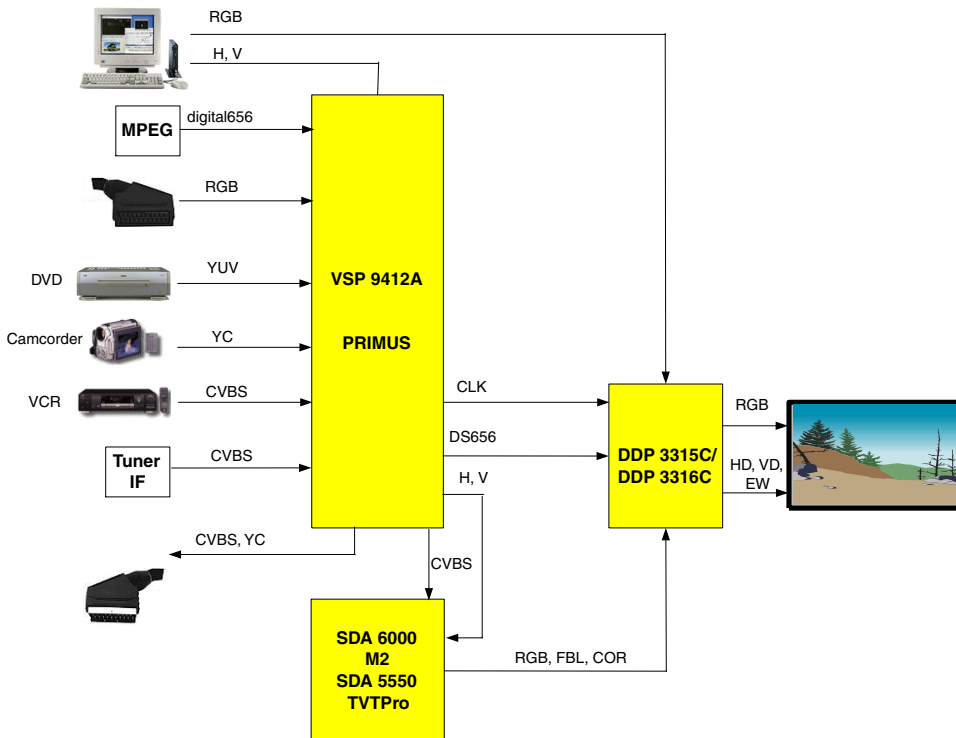 RGB
H, V
MPEG
digital656
RGB
DVD
YUV
VSP 9412A
Camcorder
YC
PRIMUS
VCR
CVBS
CLK
RGB
Tuner
IF
CVBS
DS656
DDP 3315C/
DDP 3316C
HD, VD,
EW
H, V
CVBS, YC
CVBS
SDA 6000
M2
SDA 5550
TVTPro
RGB, FBL, COR